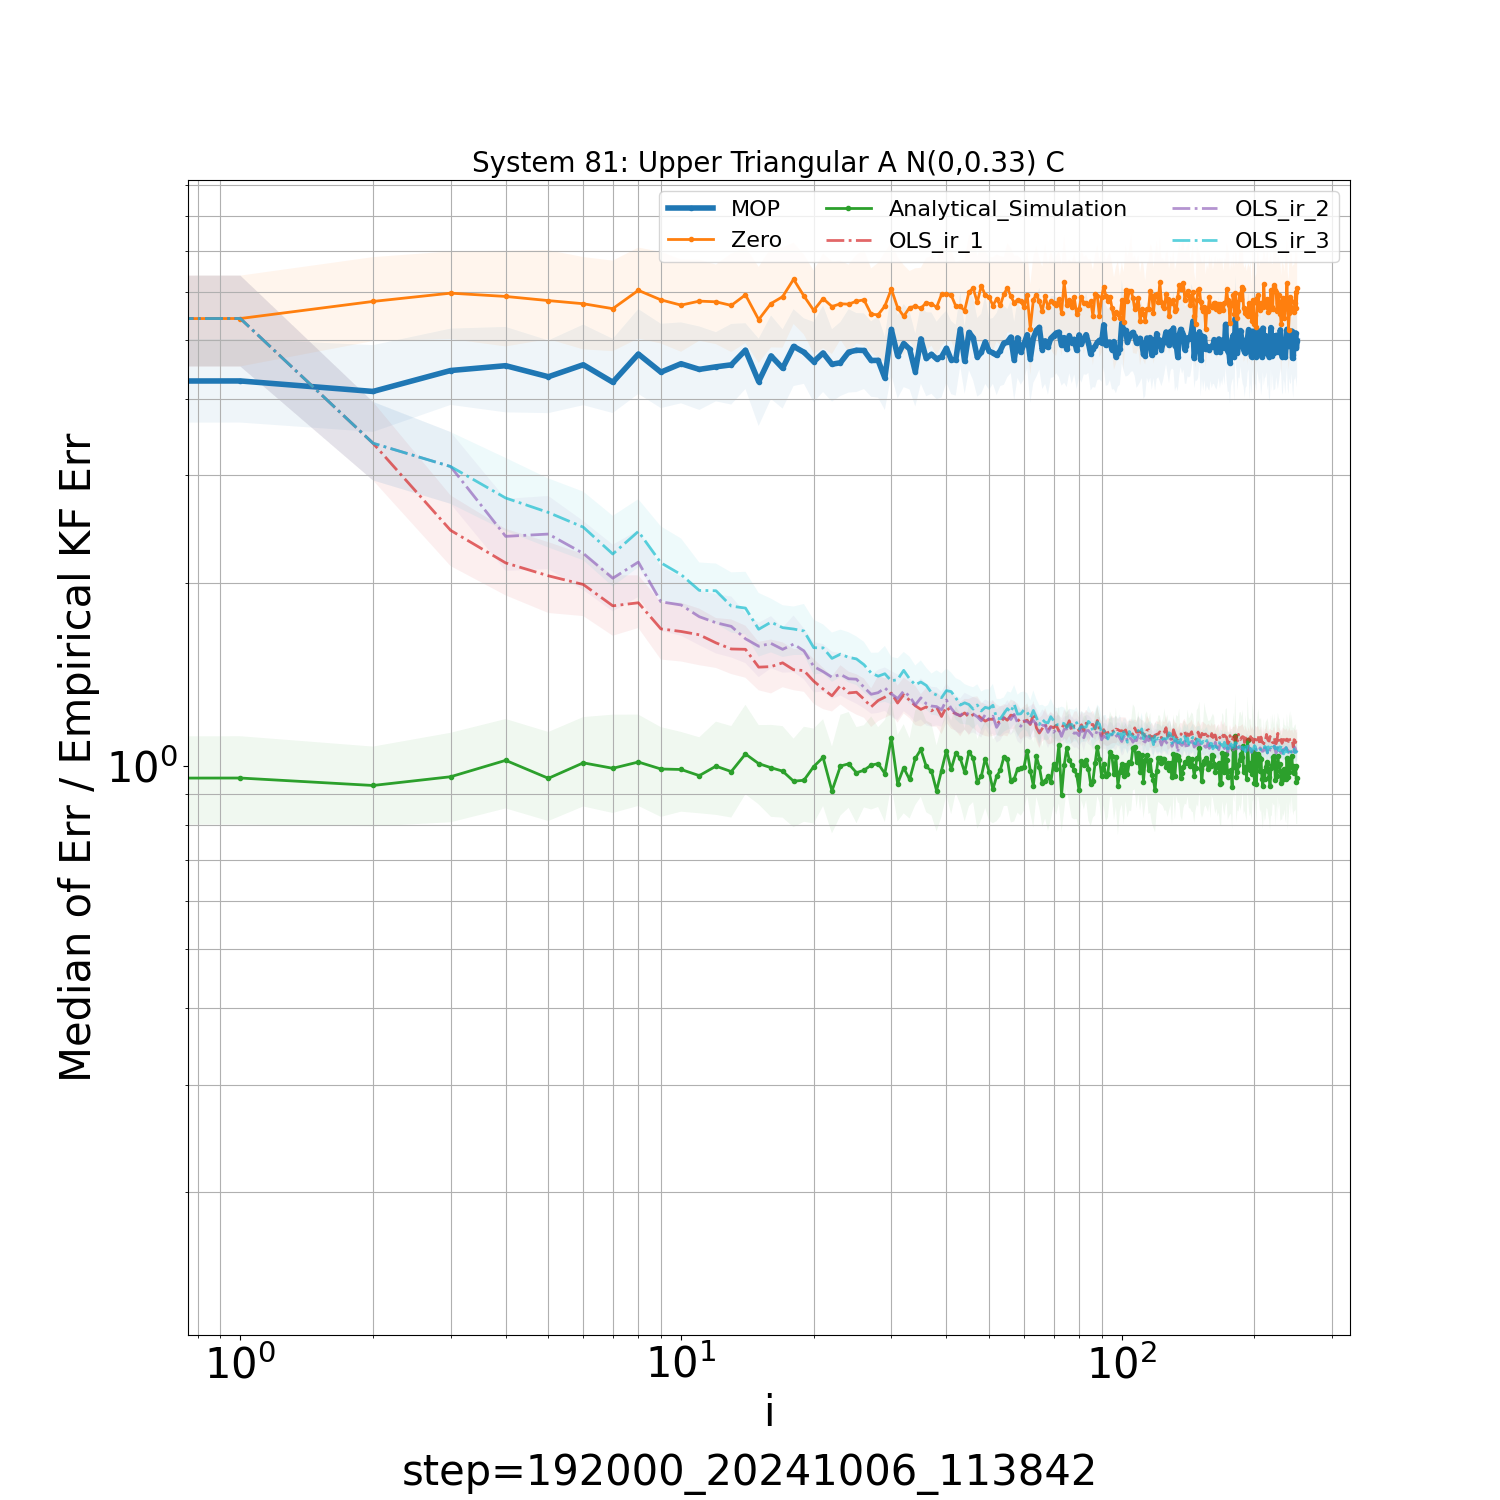 System 81: Upper Triangular A N(0,0.33) C
MOP
Zero
Analytical_Simulation
OLS_ir_1
OLS_ir_2
OLS_ir_3
Median of Err / Empirical KF Err
10⁰
10⁰
10¹
10²
i
step=192000_20241006_113842